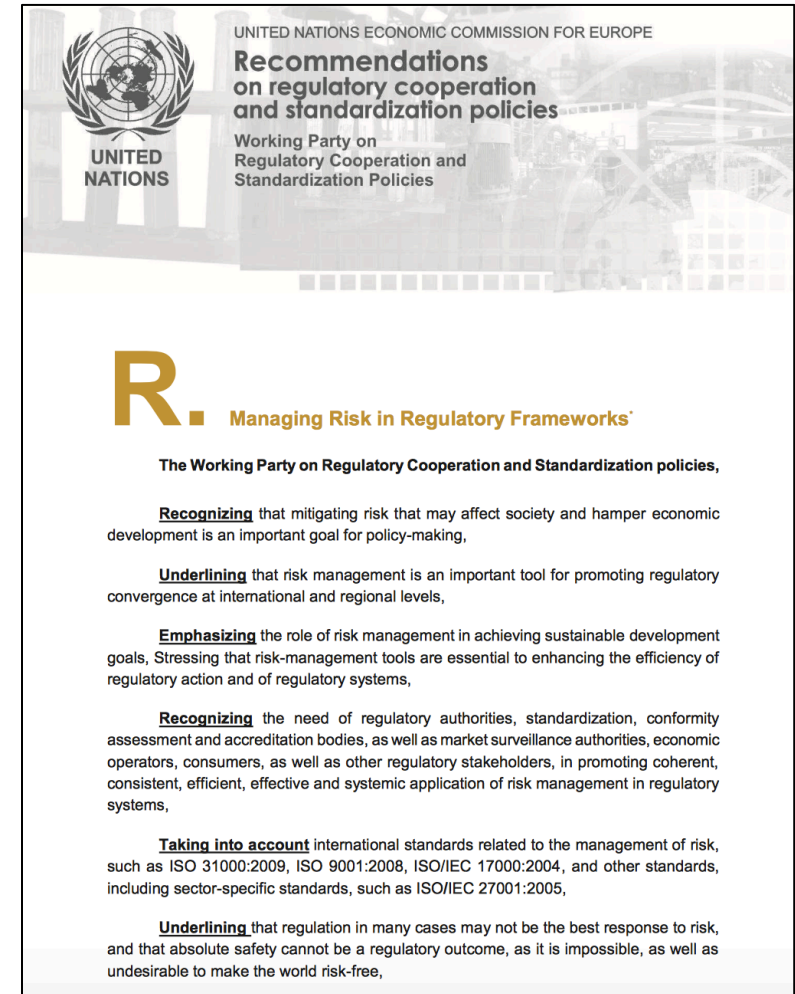 UNITED NATIONS ECONOMIC COMMISSION FOR EUROPE
Recommendations
on regulatory cooperation
and standardization policies
Working Party on
Regulatory Cooperation and
Standardization Policies
UNITED
NATIONS
R. Managing Risk in Regulatory Frameworks*
The Working Party on Regulatory Cooperation and Standardization policies,
Recognizing that mitigating risk that may affect society and hamper economic
development is an important goal for policy-making,
Underlining that risk management is an important tool for promoting regulatory
convergence at international and regional levels,
Emphasizing the role of risk management in achieving sustainable development
goals, Stressing that risk-management tools are essential to enhancing the efficiency of
regulatory action and of regulatory systems,
Recognizing the need of regulatory authorities, standardization, conformity
assessment and accreditation bodies, as well as market surveillance authorities, economic
operators, consumers, as well as other regulatory stakeholders, in promoting coherent,
consistent, efficient, effective and systemic application of risk management in regulatory
systems,
Taking into account international standards related to the management of risk,
such as ISO 31000:2009, ISO 9001:2008, ISO/IEC 17000:2004, and other standards,
including sector-specific standards, such as ISO/IEC 27001:2005,
Underlining that regulation in many cases may not be the best response to risk,
and that absolute safety cannot be a regulatory outcome, as it is impossible, as well as
undesirable to make the world risk-free,